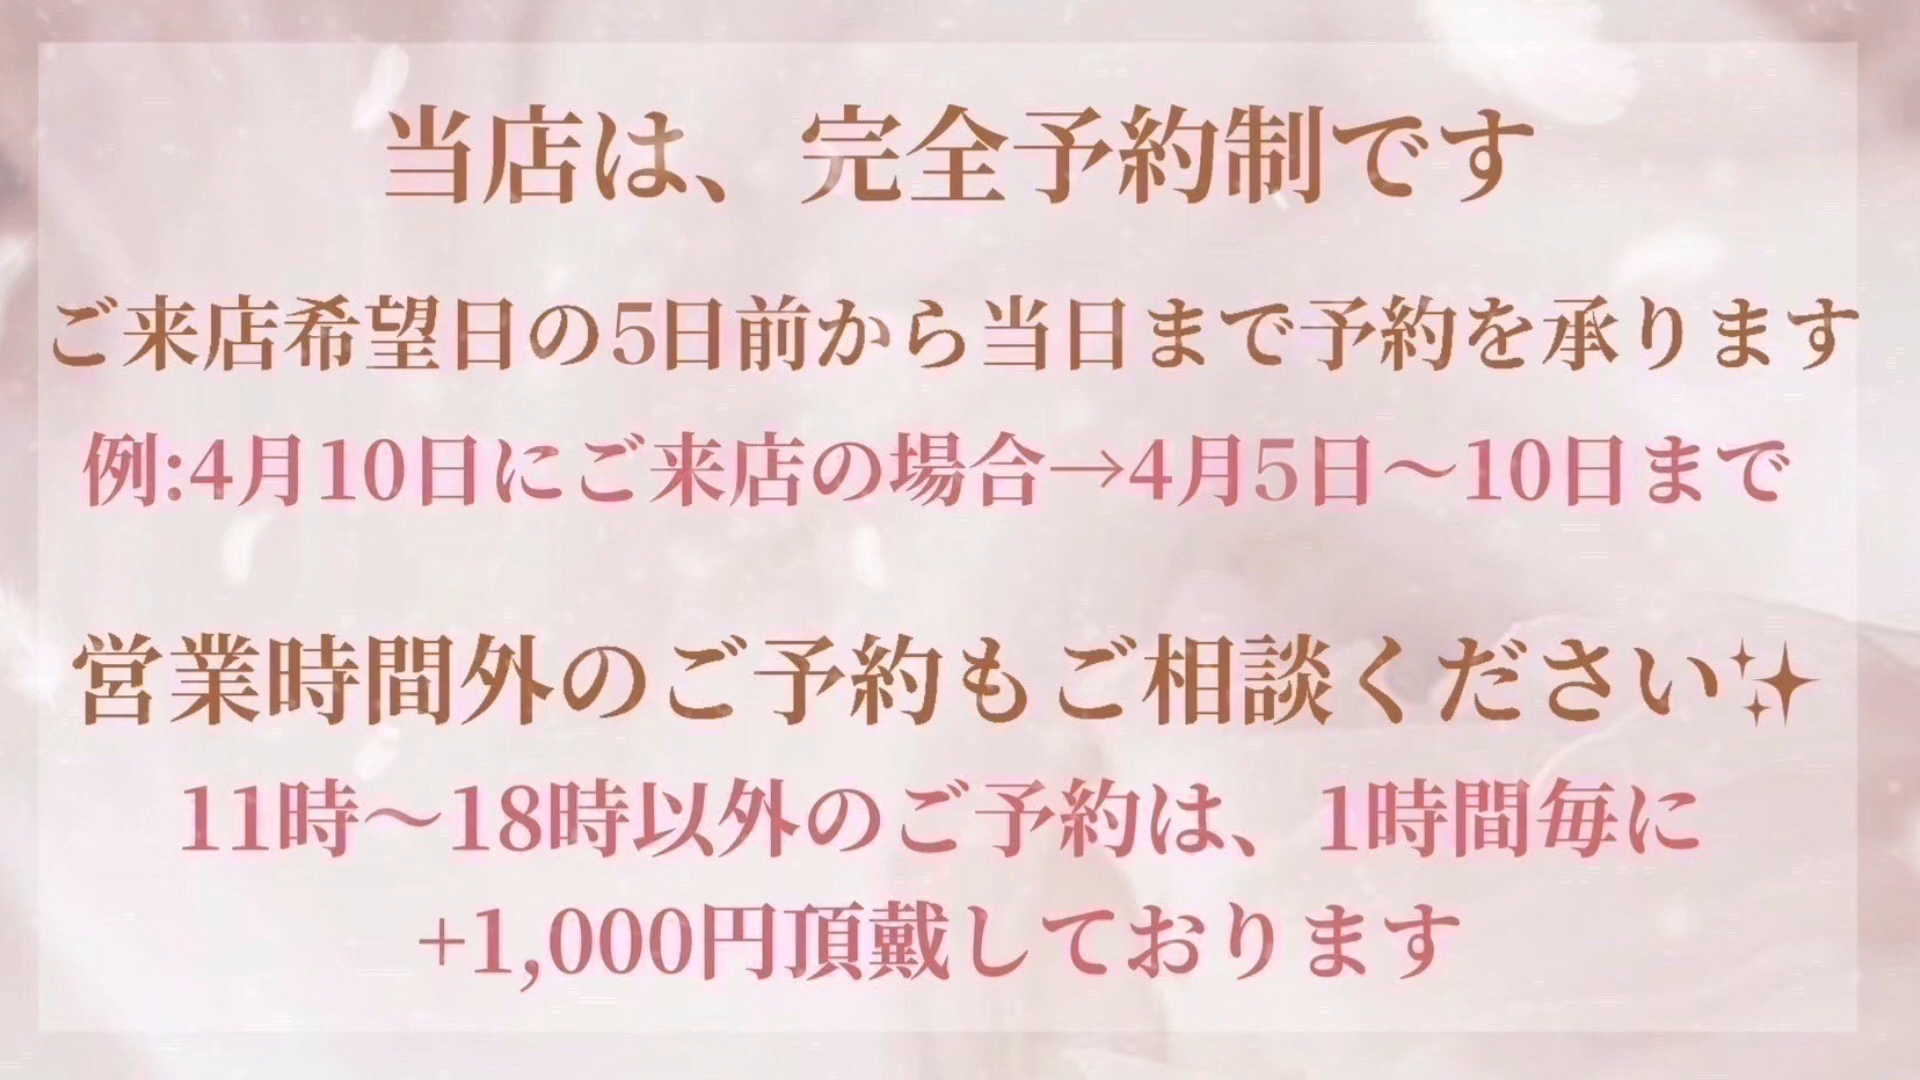 当店は、完全予約制です
ご来店希望日の5日前から当日まで予約を承ります
例:4月10日にご来店の場合→4月5日〜10日まで
営業時間外のご予約もご相談ください✨
11時〜18時以外のご予約は、1時間毎に
+1,000円頂戴しております